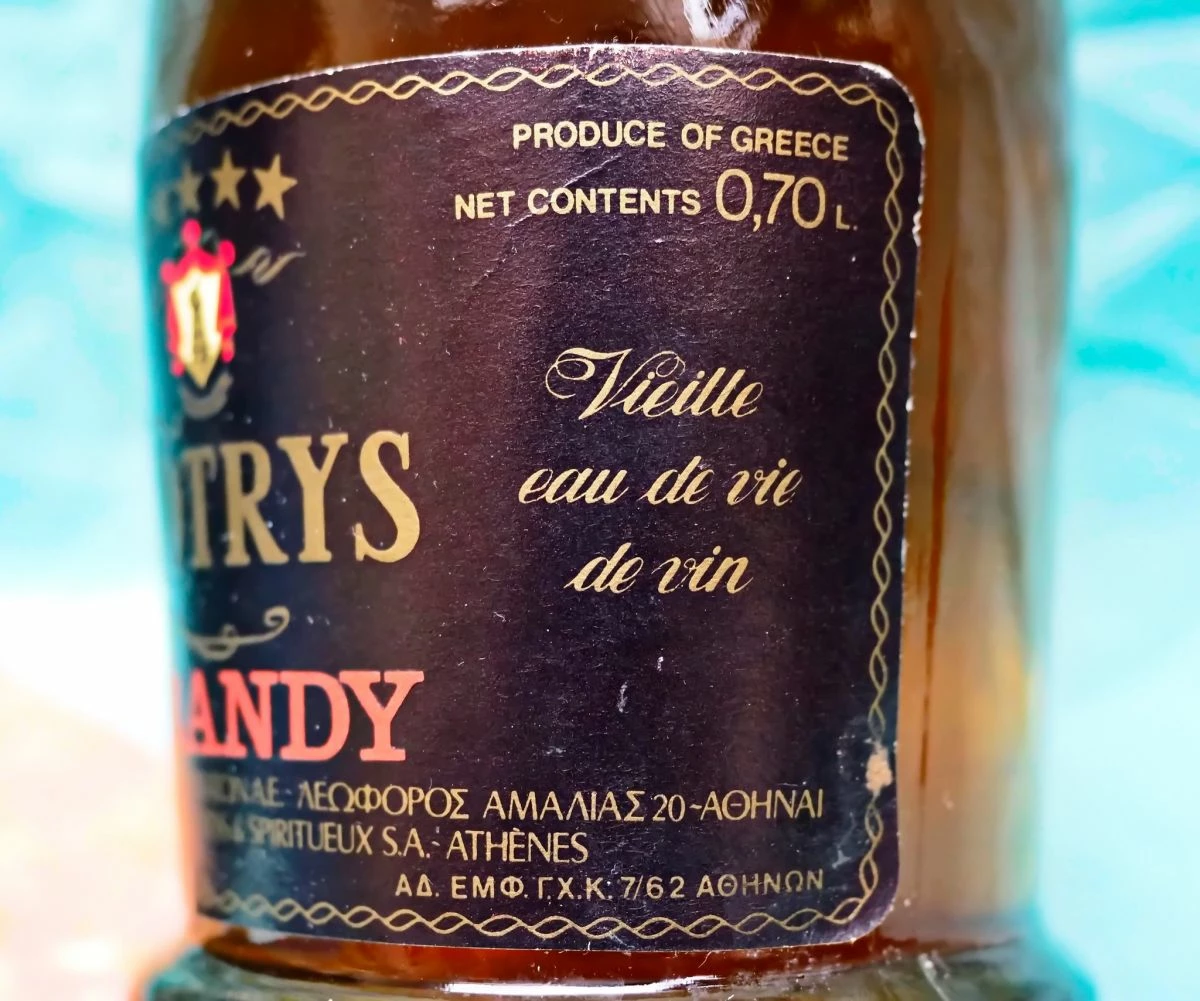 PRODUCE OF GREECE
NET CONTENTS 0,70 L.
Vieille
eau de vie
de vin
OTRYS
ANDY
ΛΕΩΦΟΡΟΣ ΑΜΑΛΙΑΣ 20-ΑΘΗΝΑΙ
& SPIRITUEUX S.A.-ATHÈNES
ΑΔ. ΕΜΦ. Γ.Χ.Κ. 7/62 ΑΘΗΝΩΝ